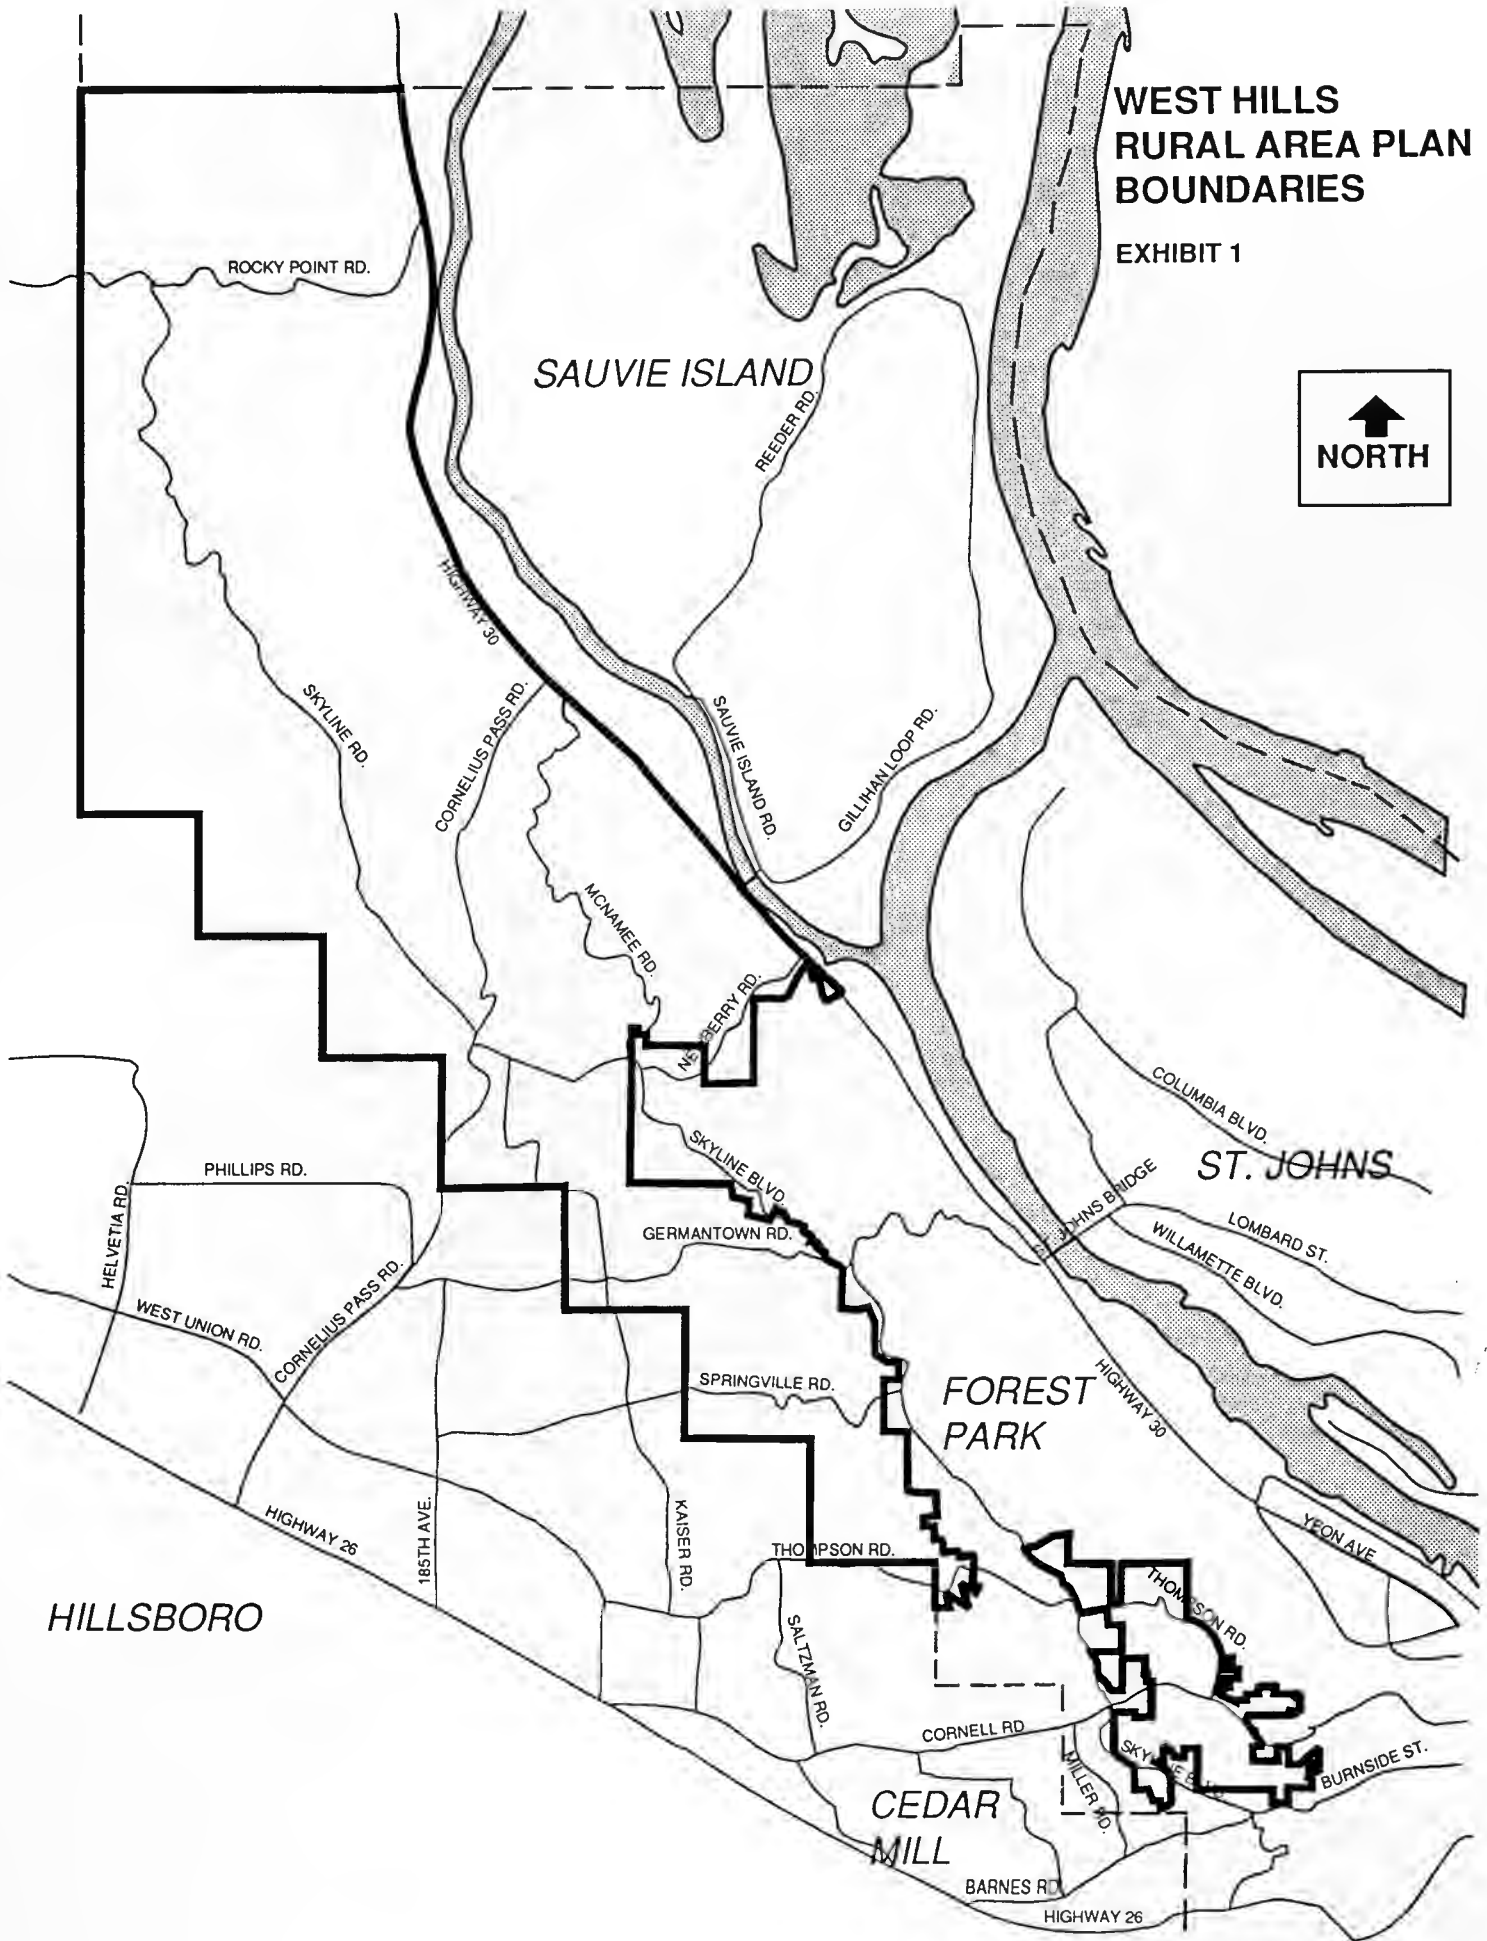 WEST HILLS
RURAL AREA PLAN
BOUNDARIES
EXHIBIT 1
NORTH
ROCKY POINT RD.
SAUVIE ISLAND
REEDER RD.
HIGHWAY 30
SKYLINE RD.
CORNELIUS PASS RD.
SAUVIE ISLAND RD.
GILLIHAN LOOP RD.
MCNAMEE RD.
NEWBERRY RD.
COLUMBIA BLVD.
ST. JOHNS
PHILLIPS RD.
SKYLINE BLVD.
ST. JOHNS BRIDGE
HELVETIA RD.
GERMANTOWN RD.
LOMBARD ST.
WILLAMETTE BLVD.
WEST UNION RD.
CORNELIUS PASS RD.
SPRINGVILLE RD.
FOREST
PARK
HIGHWAY 30
HIGHWAY 26
185TH AVE.
KAISER RD.
THOMPSON RD.
YEON AVE
THOMPSON RD.
HILLSBORO
SALTZMAN RD.
CORNELL RD
MILLER RD.
SKYLINE BLVD
BURNSIDE ST.
CEDAR
MILL
BARNES RD
HIGHWAY 26